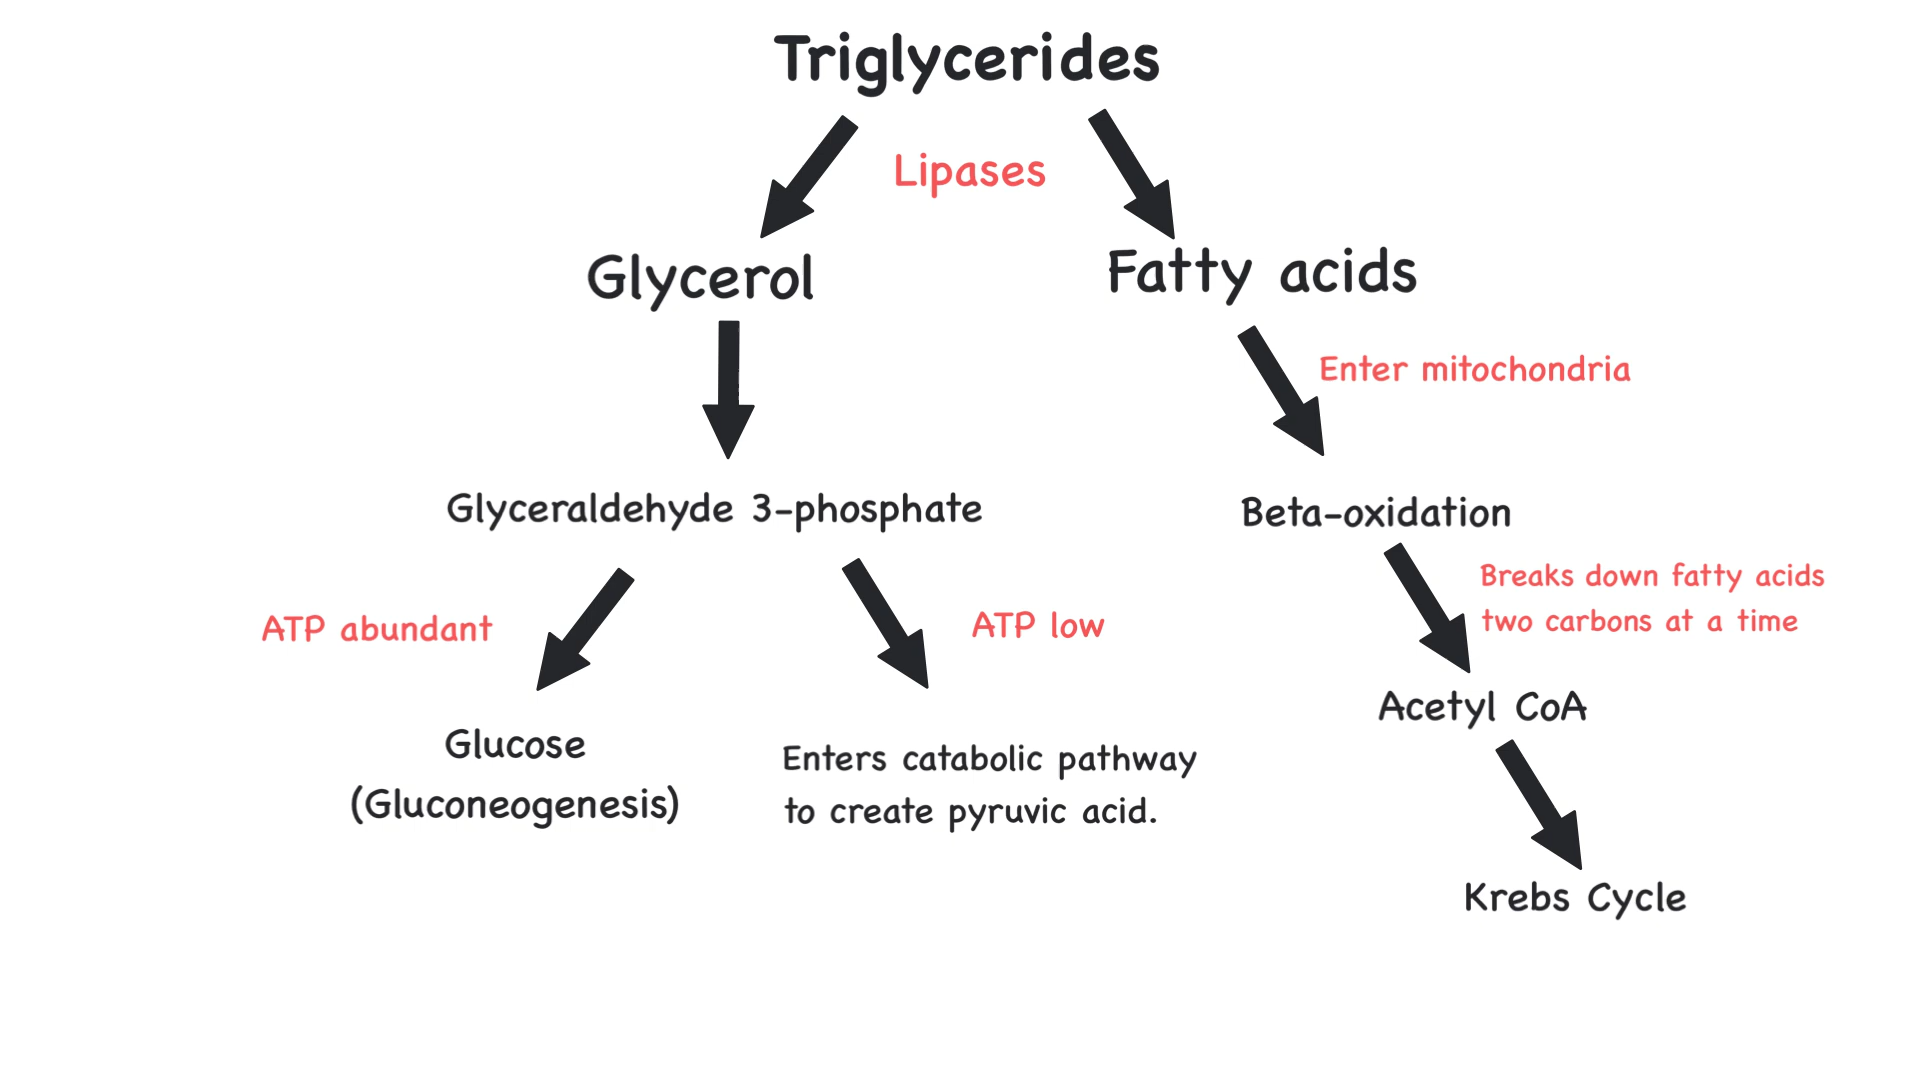 Triglycerides
Lipases
Glycerol
Fatty acids
Enter mitochondria
Glyceraldehyde 3-phosphate
Beta-oxidation
ATP abundant
ATP low
Breaks down fatty acids
two carbons at a time
Glucose
(Gluconeogenesis)
Enters catabolic pathway
to create pyruvic acid.
Acetyl CoA
Krebs Cycle